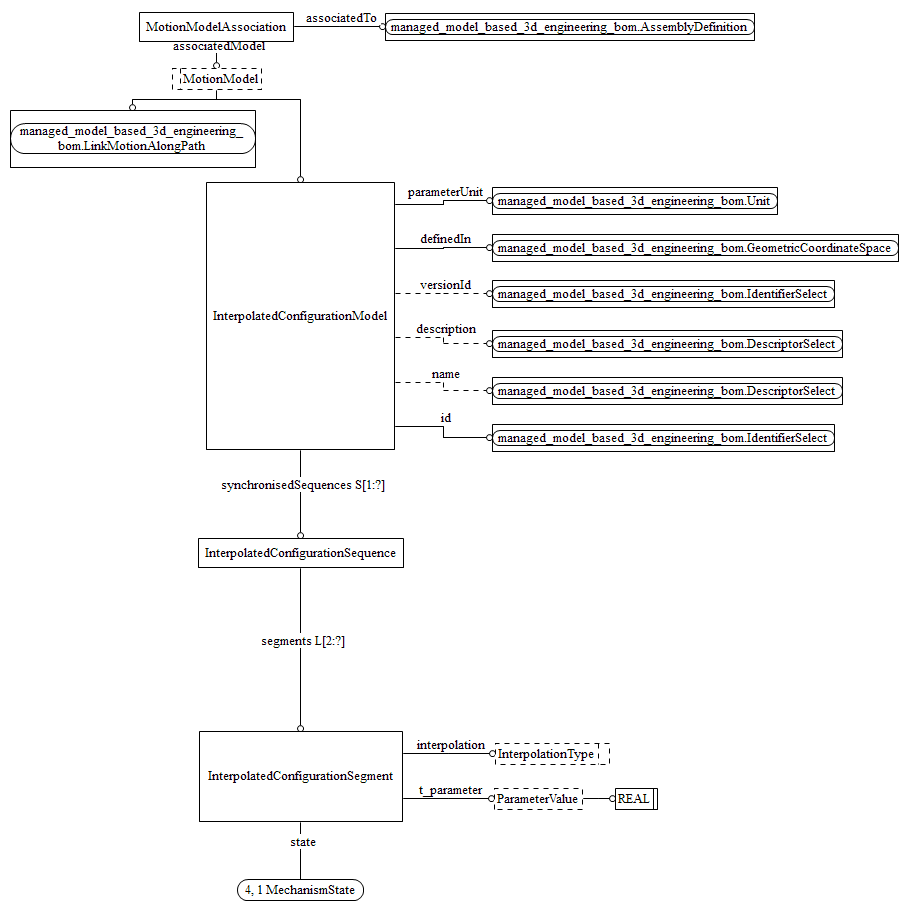 MotionModelAssociation
associatedTo
managed_model_based_3d_engineering_bom.AssemblyDefinition
associatedModel
MotionModel
managed_model_based_3d_engineering_
bom.LinkMotionAlongPath
InterpolatedConfigurationModel
parameterUnit
managed_model_based_3d_engineering_bom.Unit
definedIn
managed_model_based_3d_engineering_bom.GeometricCoordinateSpace
versionId
managed_model_based_3d_engineering_bom.IdentifierSelect
description
managed_model_based_3d_engineering_bom.DescriptorSelect
name
managed_model_based_3d_engineering_bom.DescriptorSelect
id
managed_model_based_3d_engineering_bom.IdentifierSelect
synchronisedSequences S[1:?]
InterpolatedConfigurationSequence
segments L[2:?]
InterpolatedConfigurationSegment
interpolation
InterpolationType
t_parameter
ParameterValue
REAL
state
4, 1 MechanismState